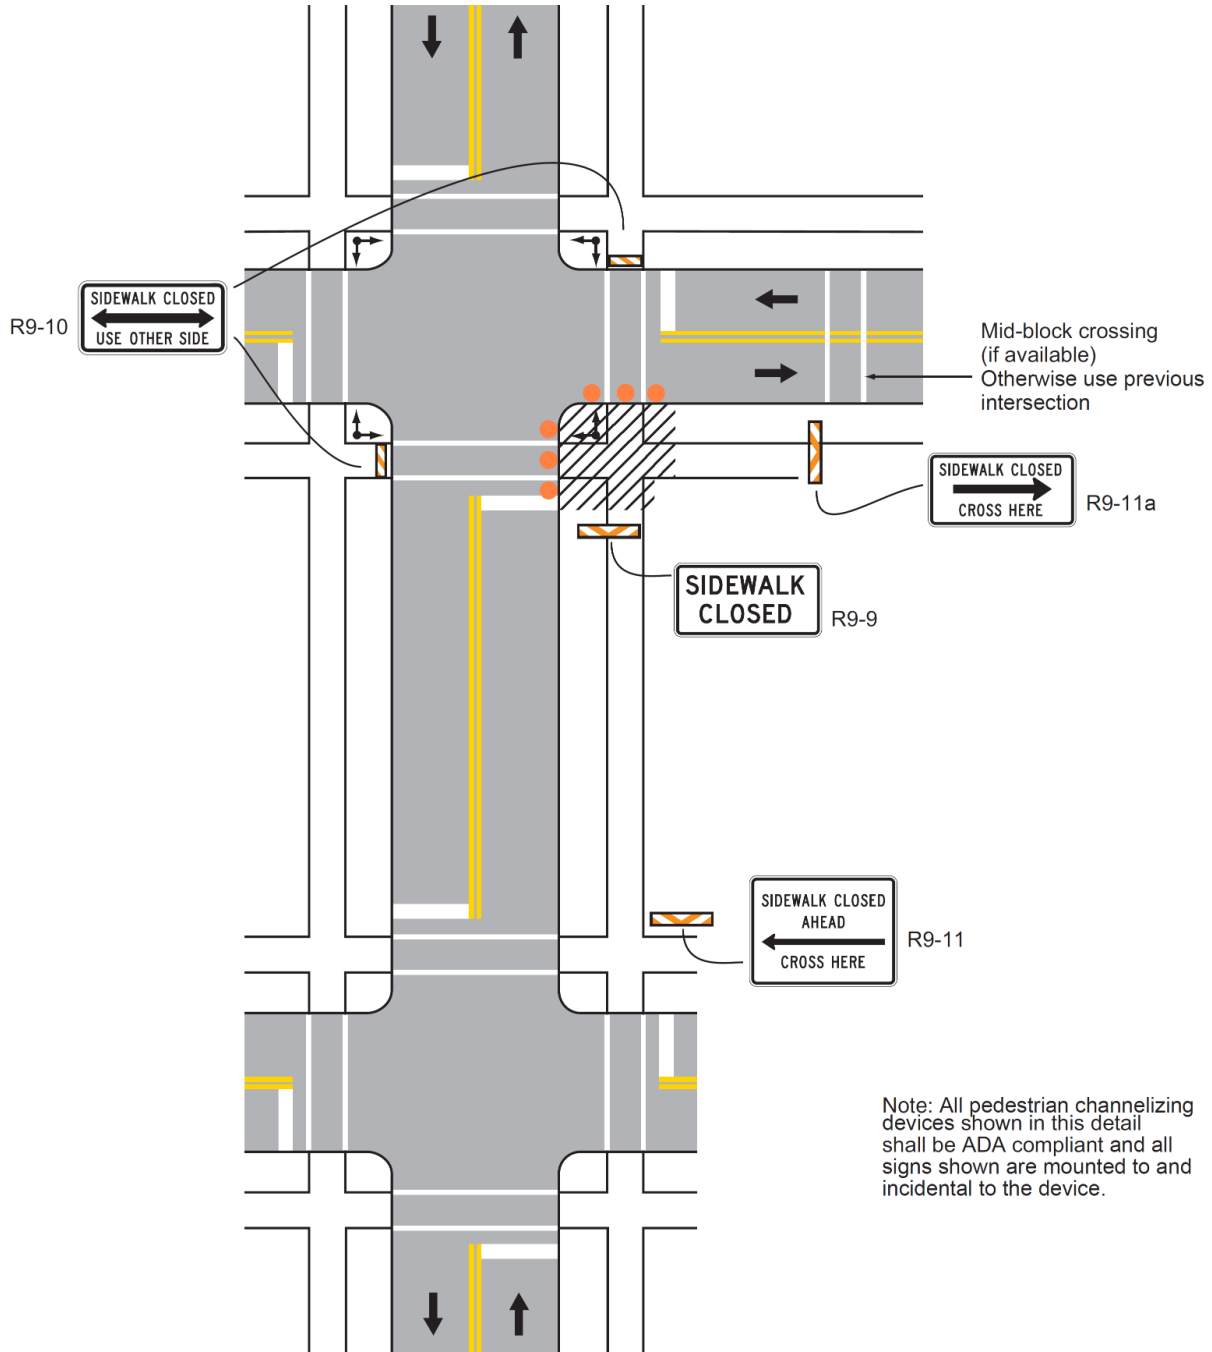 SIDEWALK CLOSED
USE OTHER SIDE
R9-10
Mid-block crossing
(if available)
Otherwise use previous
intersection
SIDEWALK CLOSED
CROSS HERE
R9-11a
SIDEWALK
CLOSED
R9-9
SIDEWALK CLOSED
AHEAD
CROSS HERE
R9-11
Note: All pedestrian channelizing
devices shown in this detail
shall be ADA compliant and all
signs shown are mounted to and
incidental to the device.